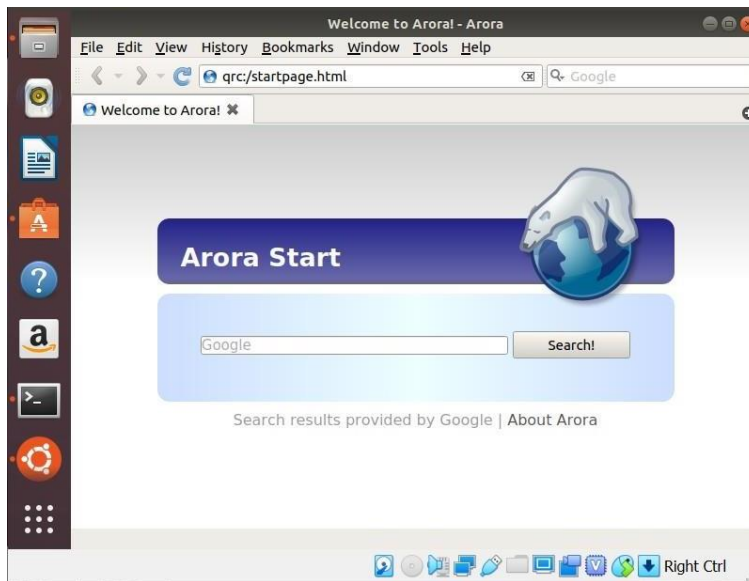 Welcome to Arora! - Arora
File Edit View History Bookmarks Window Tools Help
qrc:/startpage.html
Google
Welcome to Arora!
Arora Start
Google
Search!
Search results provided by Google | About Arora
a
>_
Right Ctrl